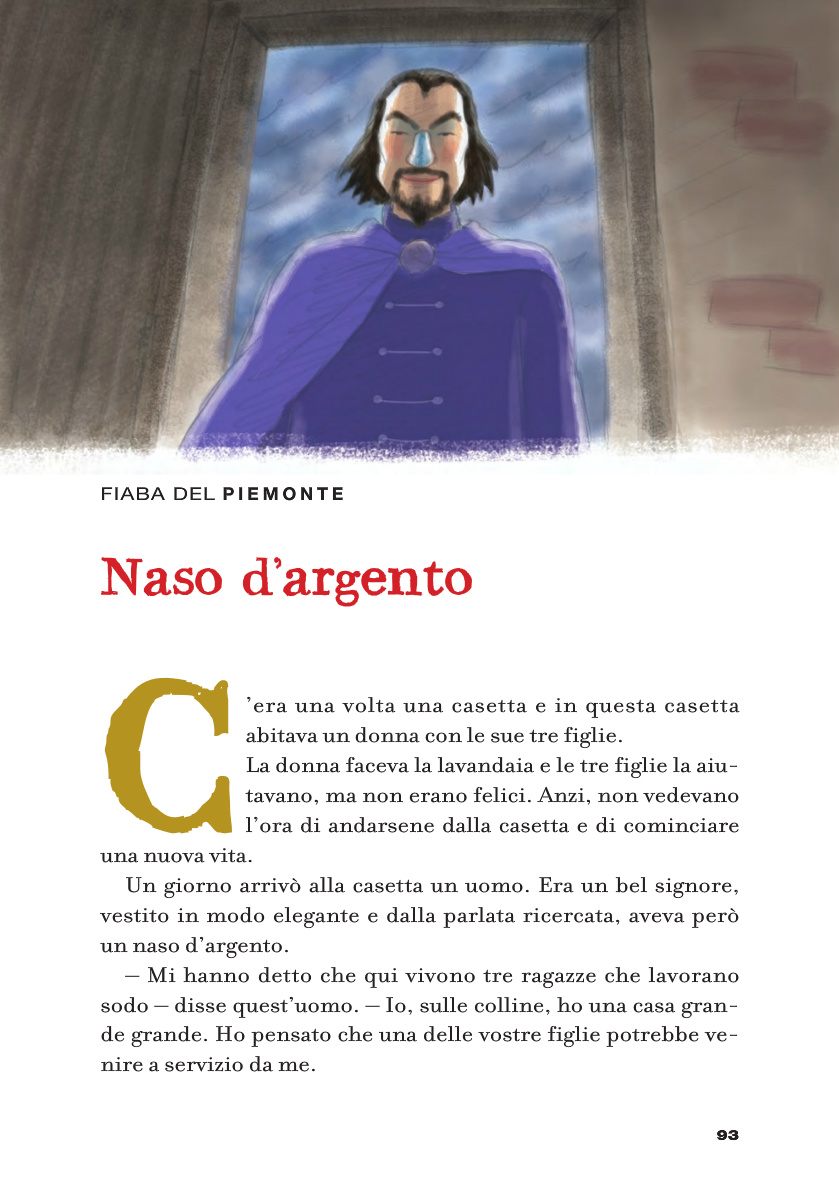 FIABA DEL PIEMONTE
Naso d'argento
C'era una volta una casetta e in questa casetta
abitava un donna con le sue tre figlie.
La donna faceva la lavandaia e le tre figlie la aiu-
tavano, ma non erano felici. Anzi, non vedevano
l'ora di andarsene dalla casetta e di cominciare
una nuova vita.
Un giorno arrivò alla casetta un uomo. Era un bel signore,
vestito in modo elegante e dalla parlata ricercata, aveva però
un naso d'argento.
— Mi hanno detto che qui vivono tre ragazze che lavorano
sodo — disse quest'uomo. — Io, sulle colline, ho una casa gran-
de grande. Ho pensato che una delle vostre figlie potrebbe ve-
nire a servizio da me.
93